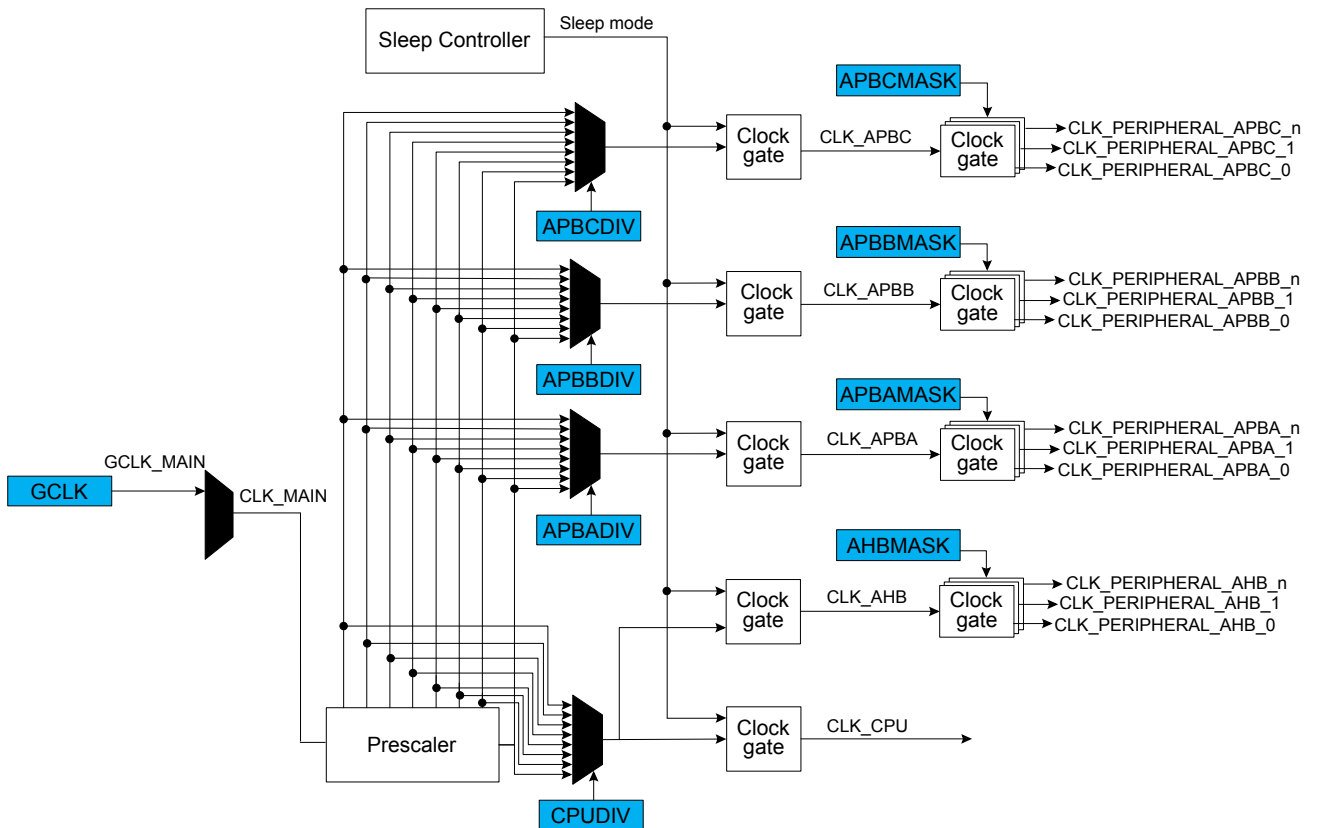 Sleep mode
Sleep Controller
APBCMASK
Clock
gate
CLK_APBC
Clock
gate
CLK_PERIPHERAL_APBC_n
CLK_PERIPHERAL_APBC_1
CLK_PERIPHERAL_APBC_0
APBCDIV
APBBMASK
Clock
gate
CLK_APBB
Clock
gate
CLK_PERIPHERAL_APBB_n
CLK_PERIPHERAL_APBB_1
CLK_PERIPHERAL_APBB_0
APBBDIV
APBAMASK
Clock
gate
CLK_APBA
Clock
gate
CLK_PERIPHERAL_APBA_n
CLK_PERIPHERAL_APBA_1
CLK_PERIPHERAL_APBA_0
GCLK
GCLK_MAIN
CLK_MAIN
APBADIV
AHBMASK
Clock
gate
CLK_AHB
Clock
gate
CLK_PERIPHERAL_AHB_n
CLK_PERIPHERAL_AHB_1
CLK_PERIPHERAL_AHB_0
Prescaler
Clock
gate
CLK_CPU
CPUDIV